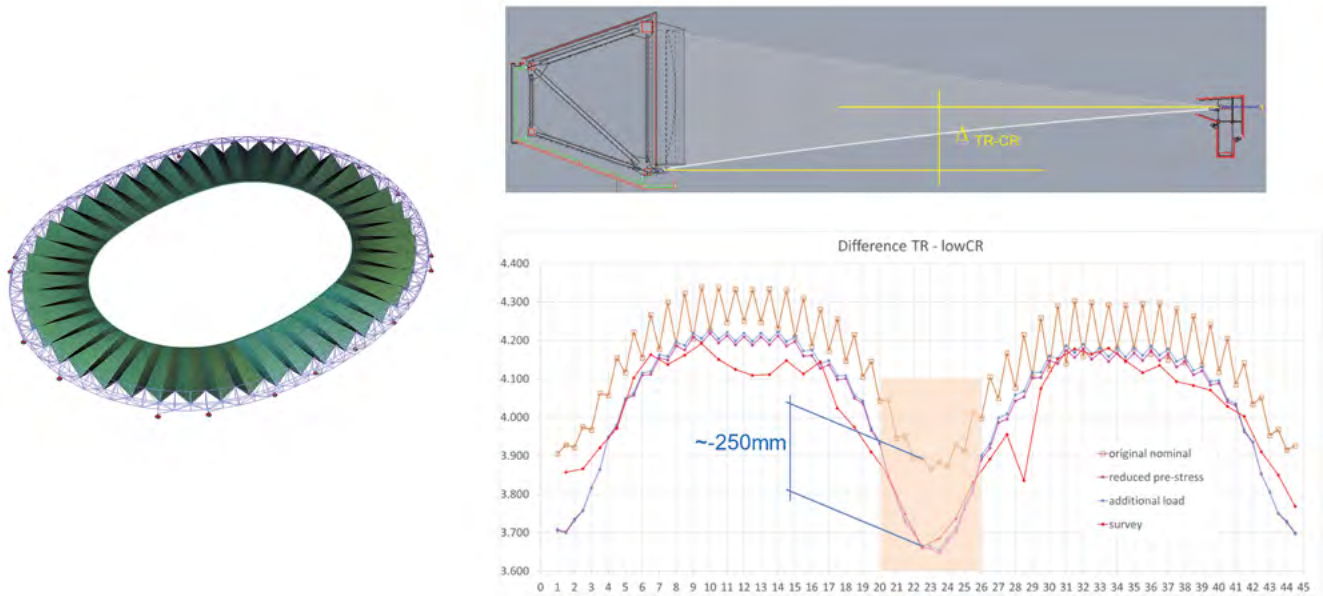 Δ TR-CR
Difference TR - lowCR
4.400
4.300
4.200
4.100
4.000
3.900
3.800
3.700
3.600
~-250mm
original nominal
reduced pre-stress
additional load
survey
0 1 2 3 4 5 6 7 8 9 10 11 12 13 14 15 16 17 18 19 20 21 22 23 24 25 26 27 28 29 30 31 32 33 34 35 36 37 38 39 40 41 42 43 44 45